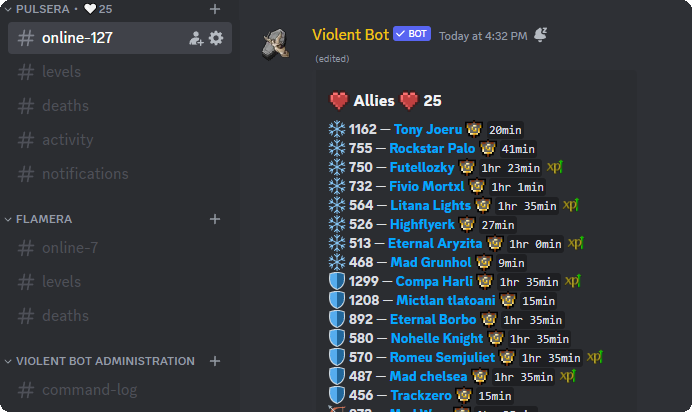 PULSERA · 25
online-127
levels
deaths
activity
notifications
FLAMERA
online-7
levels
deaths
VIOLENT BOT ADMINISTRATION
command-log
Violent Bot BOT Today at 4:32 PM
(edited)
Allies 25
1162 — Tony Joeru 20min
755 — Rockstar Palo 41min
750 — Futellozky 1hr 23min xp
732 — Fivio Mortxl 1hr 1min
564 — Litana Lights 1hr 35min xp
526 — Highflyerk 27min
513 — Eternal Aryzita 1hr 0min xp
468 — Mad Grunhol 9min
1299 — Compa Harli 1hr 35min xp
1208 — Mictlan tlatoani 15min
892 — Eternal Borbo 1hr 35min
580 — Nohelle Knight 1hr 35min
570 — Romeu Semjuliet 1hr 35min xp
487 — Mad chelsea 1hr 35min xp
456 — Trackzero 15min